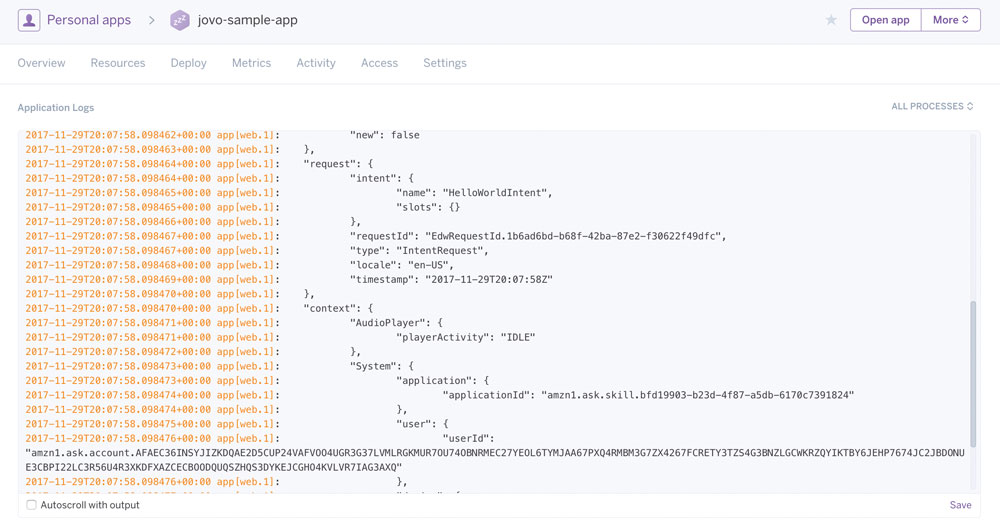 Personal apps > jovo-sample-app
Open app More
Overview Resources Deploy Metrics Activity Access Settings
Application Logs
ALL PROCESSES
2017-11-29T20:07:58.098462+00:00 app[web.1]: "new": false
2017-11-29T20:07:58.098463+00:00 app[web.1]: },
2017-11-29T20:07:58.098464+00:00 app[web.1]: "request": {
2017-11-29T20:07:58.098464+00:00 app[web.1]: "intent": {
2017-11-29T20:07:58.098465+00:00 app[web.1]: "name": "HelloWorldIntent",
2017-11-29T20:07:58.098465+00:00 app[web.1]: "slots": {}
2017-11-29T20:07:58.098466+00:00 app[web.1]: },
2017-11-29T20:07:58.098467+00:00 app[web.1]: "requestId": "EdwRequestId.1b6ad6bd-b68f-42ba-87e2-f30622f49dfc",
2017-11-29T20:07:58.098467+00:00 app[web.1]: "type": "IntentRequest",
2017-11-29T20:07:58.098468+00:00 app[web.1]: "locale": "en-US",
2017-11-29T20:07:58.098469+00:00 app[web.1]: "timestamp": "2017-11-29T20:07:58Z"
2017-11-29T20:07:58.098470+00:00 app[web.1]: },
2017-11-29T20:07:58.098470+00:00 app[web.1]: "context": {
2017-11-29T20:07:58.098471+00:00 app[web.1]: "AudioPlayer": {
2017-11-29T20:07:58.098471+00:00 app[web.1]: "playerActivity": "IDLE"
2017-11-29T20:07:58.098472+00:00 app[web.1]: },
2017-11-29T20:07:58.098473+00:00 app[web.1]: "System": {
2017-11-29T20:07:58.098473+00:00 app[web.1]: "application": {
2017-11-29T20:07:58.098474+00:00 app[web.1]: "applicationId": "amzn1.ask.skill.bfd19903-b23d-4f87-a5db-6170c7391824"
2017-11-29T20:07:58.098474+00:00 app[web.1]: },
2017-11-29T20:07:58.098475+00:00 app[web.1]: "user": {
2017-11-29T20:07:58.098476+00:00 app[web.1]: "userId":
"amzn1.ask.account.AFAEC36INSYJIZKDQAE2D5CUP24VAFVOO4UGR3G37LVMLRGKMUR7OU74OBNRMEC27YEOL6TYMJAA67PXQ4RMBM3G7ZX4267FCRETY3TZS4G3BNZLGCWKRZQYIKTBY6JEHP7674JC2JBDONU
E3CBPI22LC3R56U4R3XKDFXAZCECBOODQUQSZHQS3DYKEJCGHO4KVLVR7IAG3AXQ"
2017-11-29T20:07:58.098476+00:00 app[web.1]: },
Autoscroll with output
Save